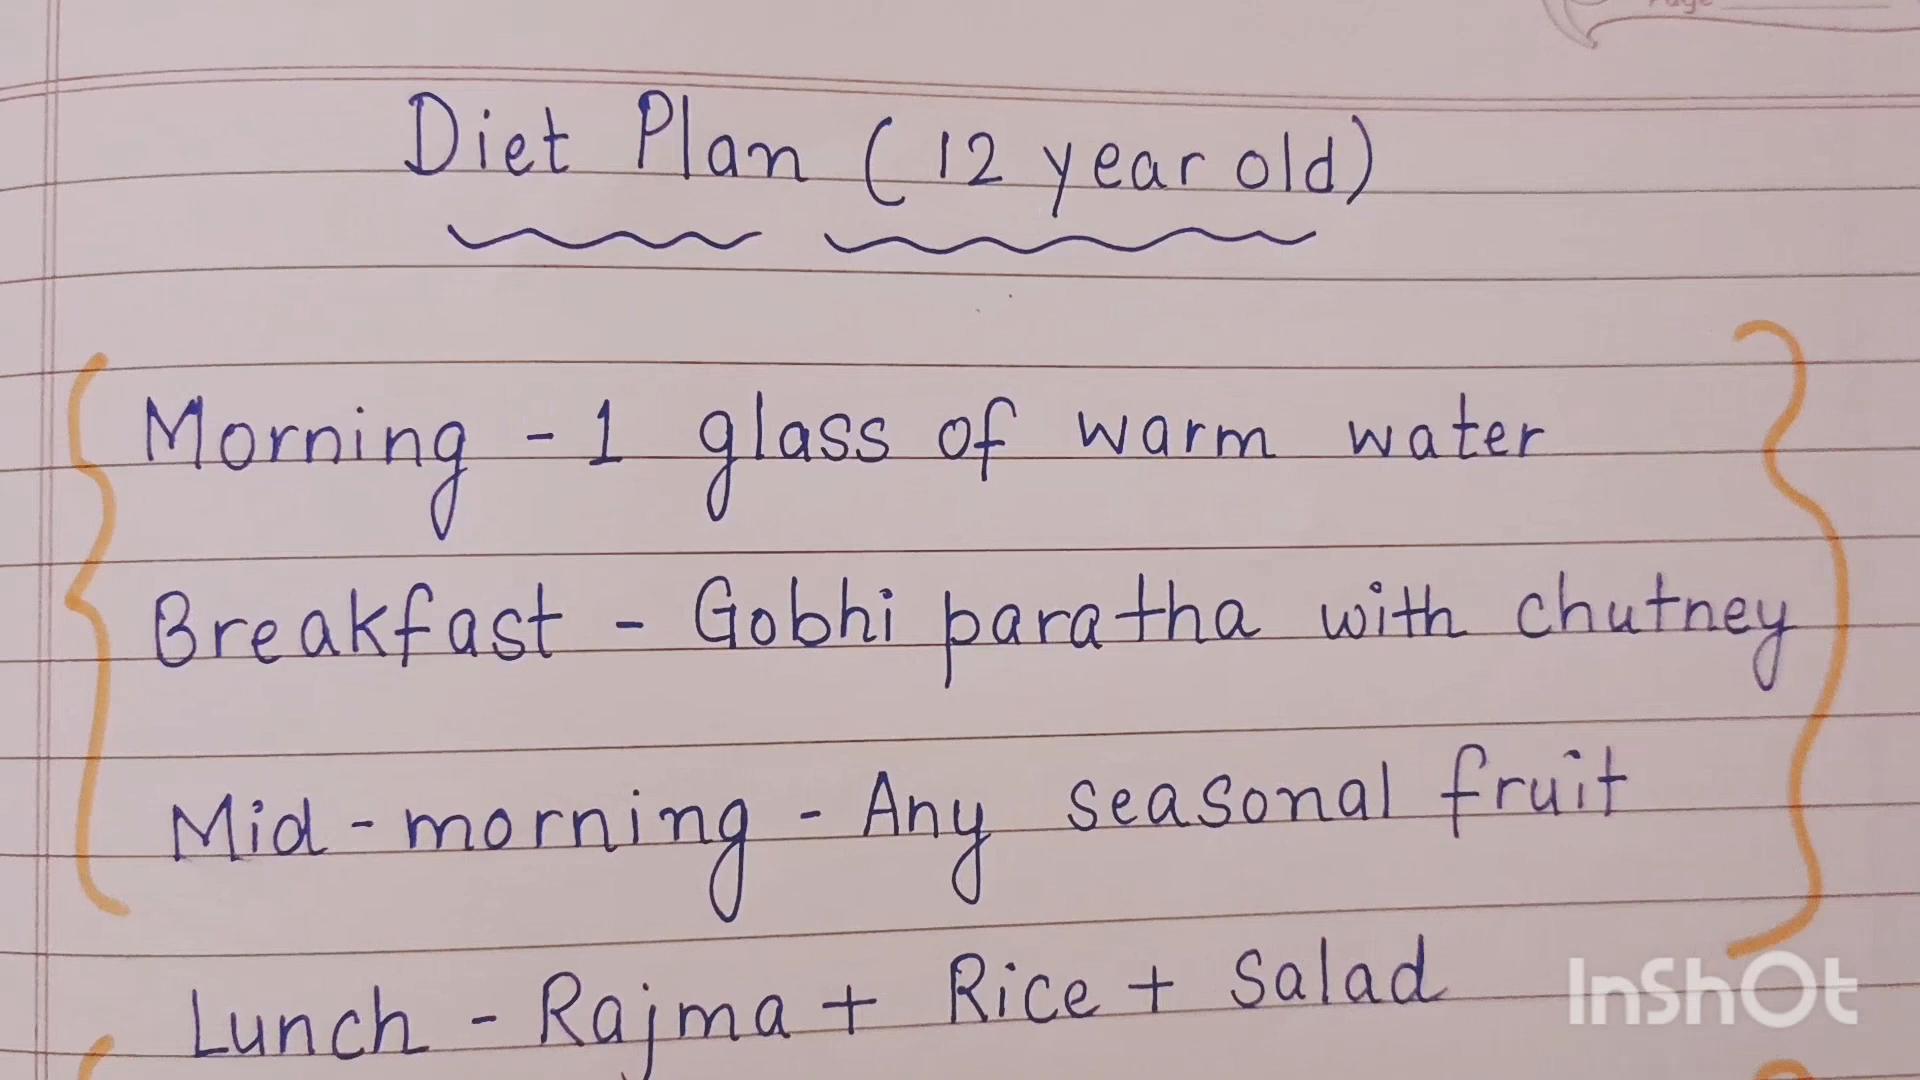 Page
Diet Plan (12 year old)
Morning - 1 glass of warm water
Breakfast - Gobhi paratha with chutney
Mid-morning - Any seasonal fruit
Lunch - Rajma + Rice + Salad
InShOt